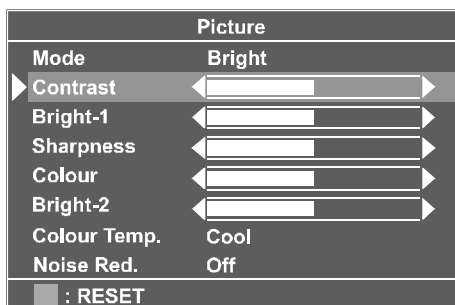 Picture
Mode Bright
Contrast
Bright-1
Sharpness
Colour
Bright-2
Colour Temp. Cool
Noise Red. Off
: RESET